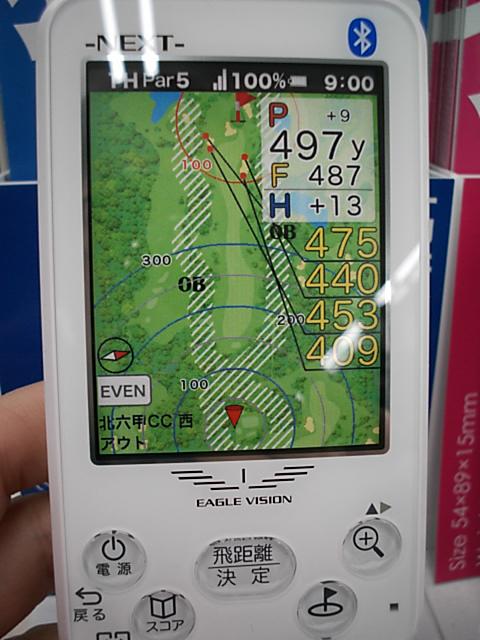 -NEXT-
1H Par5 100% 9:00
P +9
497y
F 487
H +13
OB
475
440
453
409
100
300
OB
200
100
EVEN
北六甲CC 西
アウト
EAGLE VISION
電源
飛距離
決定
戻る
スコア
Size 54×89×15mm